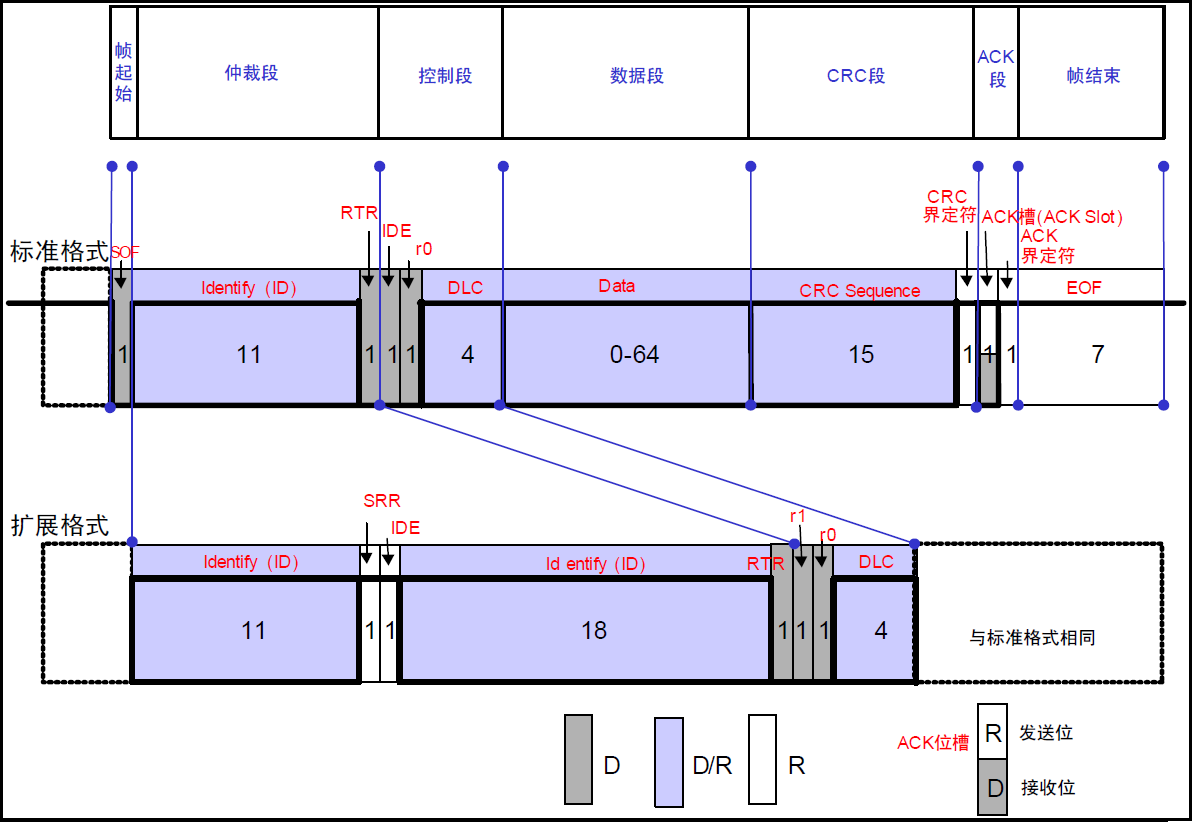 帧起始
仲裁段
控制段
数据段
CRC段
ACK段
帧结束
标准格式
SOF
RTR
IDE
r0
CRC
界定符
ACK槽(ACK Slot)
ACK
界定符
Identify (ID)
DLC
Data
CRC Sequence
EOF
1
11
1
1
1
4
0-64
15
1
1
1
7
扩展格式
SRR
IDE
r1
r0
Identify (ID)
Id entify (ID)
RTR
DLC
11
1
1
18
1
1
1
4
与标准格式相同
D
D/R
R
ACK位槽
R
发送位
D
接收位